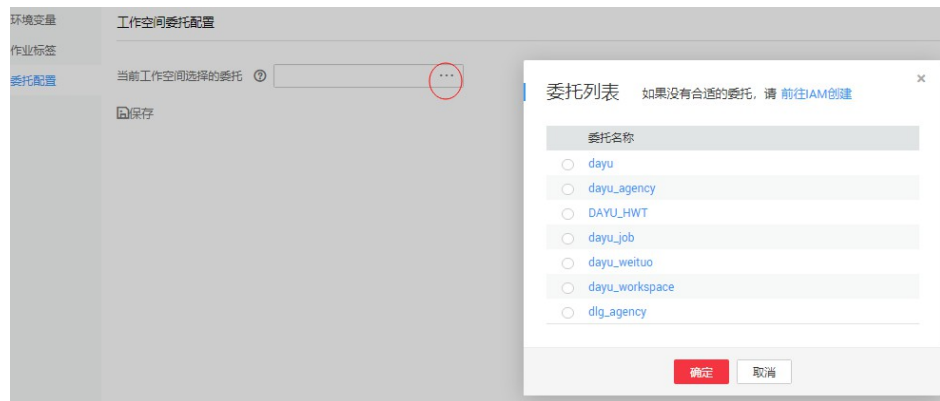 环境变量
作业标签
委托配置
工作空间委托配置
当前工作空间选择的委托 ? ...
保存
委托列表 如果没有合适的委托，请 前往IAM创建 ×
委托名称
dayu
dayu_agency
DAYU_HWT
dayu_job
dayu_weituo
dayu_workspace
dlg_agency
确定 取消